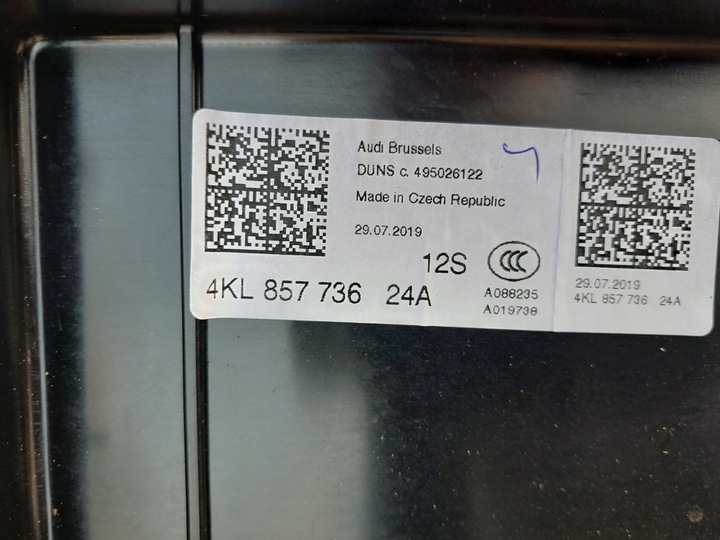 Audi Brussels
DUNS c. 495026122
Made in Czech Republic
29.07.2019
12S
CCC
4KL 857 736 24A
A088235
A019738
29.07.2019
4KL 857 736 24A